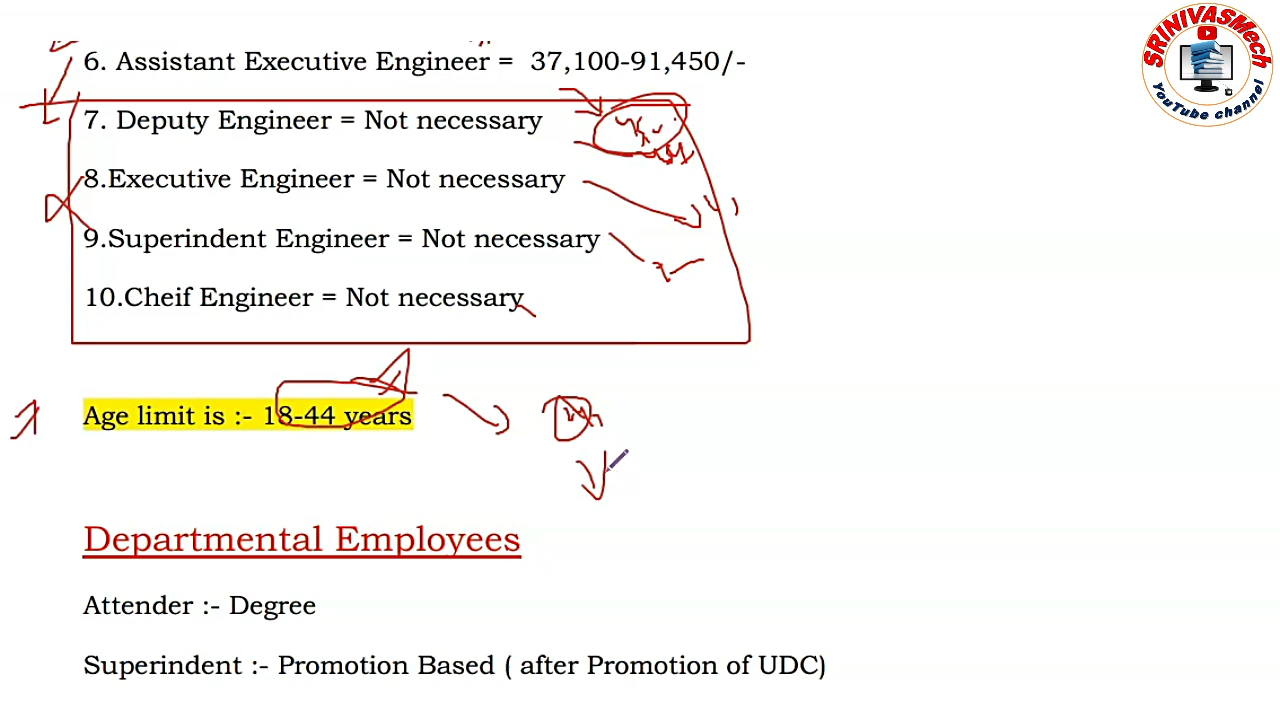 SRINIVASMech
YouTube channel
6. Assistant Executive Engineer =  37,100-91,450/-
7. Deputy Engineer = Not necessary
8.Executive Engineer = Not necessary
9.Superindent Engineer = Not necessary
10.Cheif Engineer = Not necessary
Age limit is :- 18-44 years
Departmental Employees
Attender :- Degree
Superindent :- Promotion Based ( after Promotion of UDC)